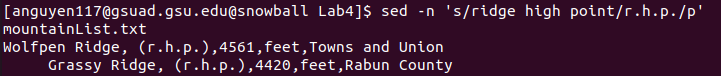 [anguyen117@gsuad.gsu.edu@snowball Lab4]$ sed -n 's/ridge high point/r.h.p./p'
mountainList.txt
Wolfpen Ridge, (r.h.p.),4561,feet,Towns and Union
Grassy Ridge, (r.h.p.),4420,feet,Rabun County